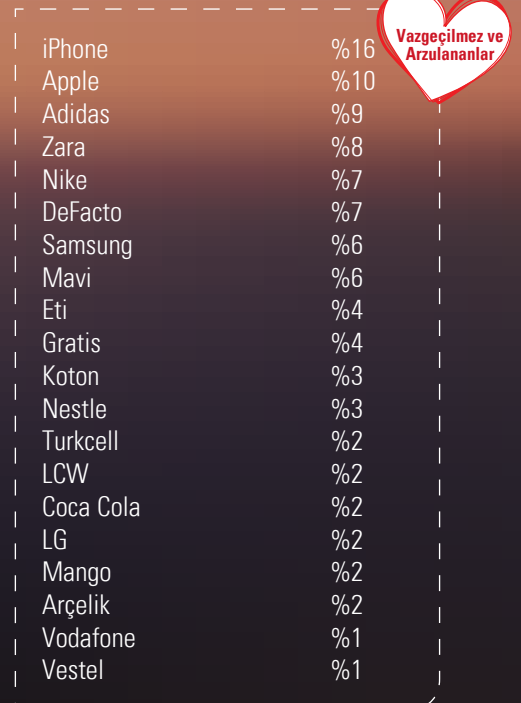 Vazgeçilmez ve
Arzulananlar
iPhone %16
Apple %10
Adidas %9
Zara %8
Nike %7
DeFacto %7
Samsung %6
Mavi %6
Eti %4
Gratis %4
Koton %3
Nestle %3
Turkcell %2
LCW %2
Coca Cola %2
LG %2
Mango %2
Arçelik %2
Vodafone %1
Vestel %1